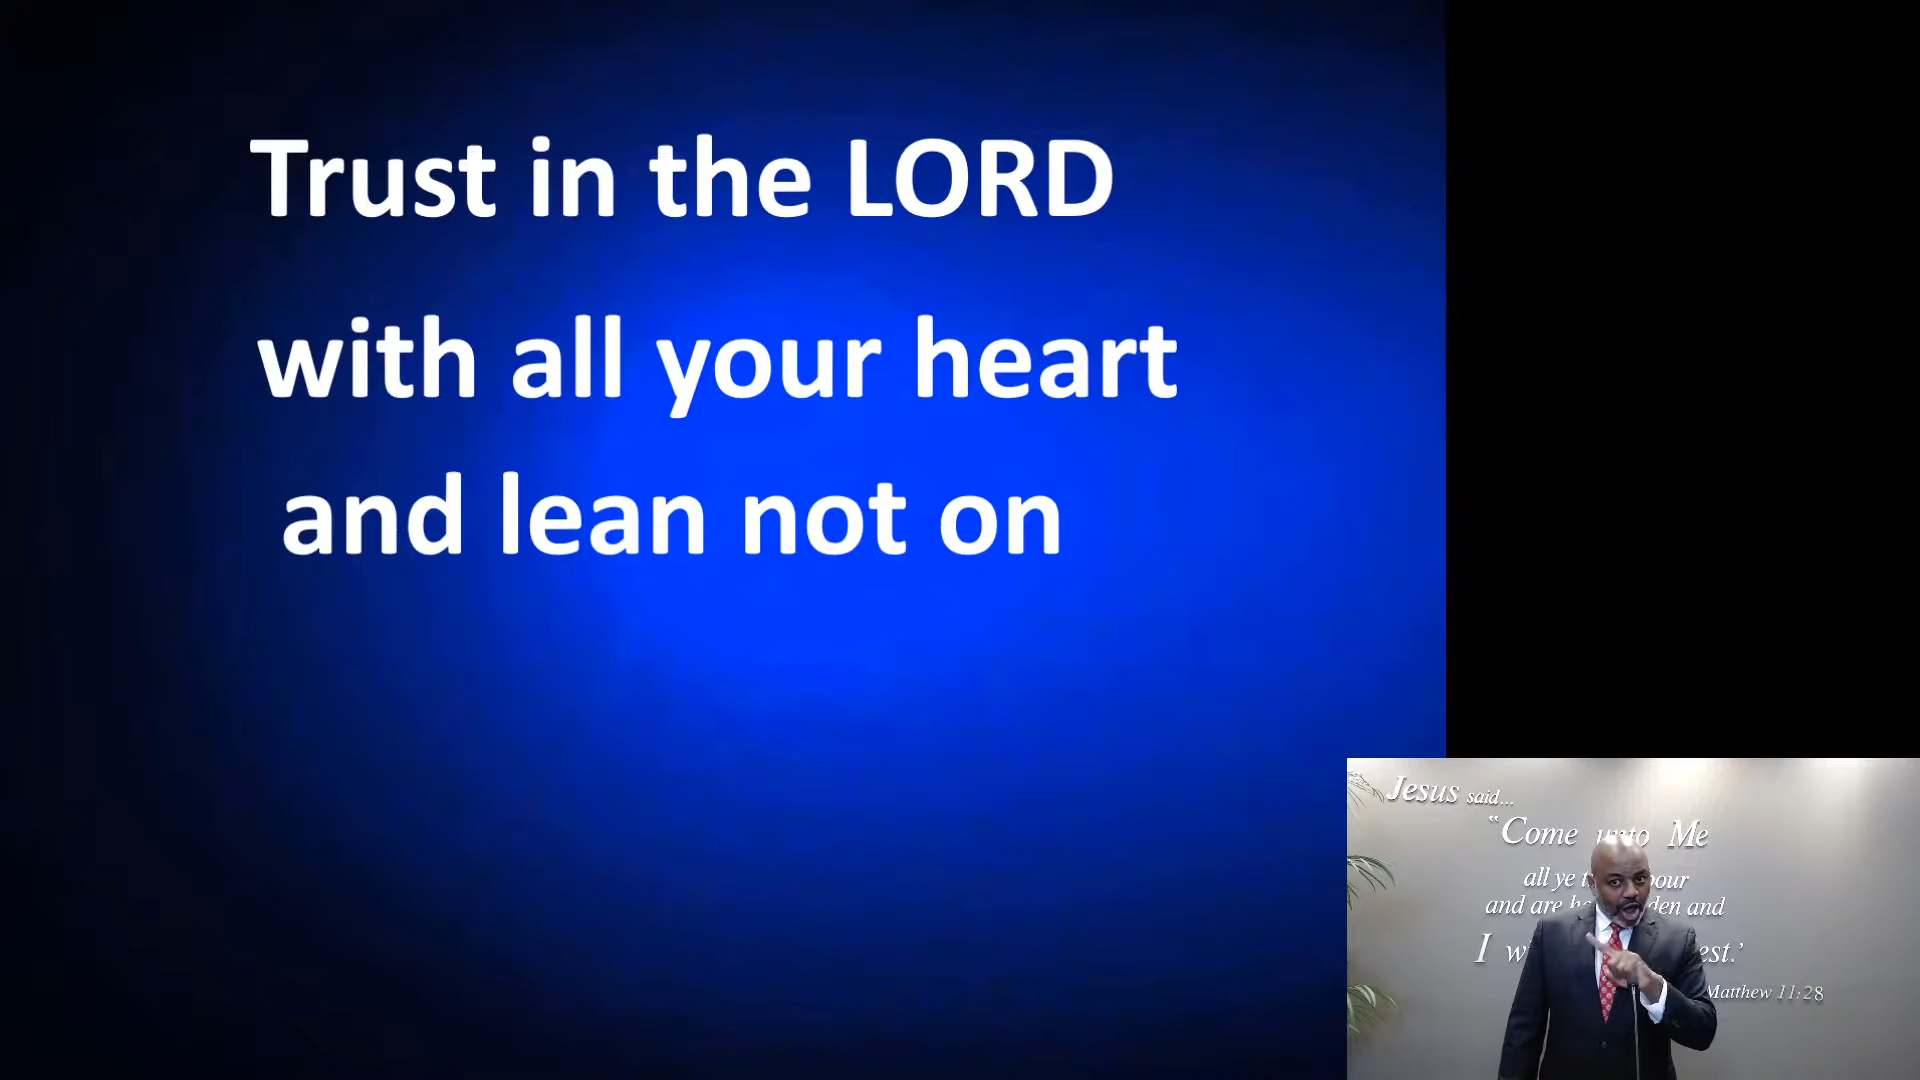 Trust in the LORD
with all your heart
and lean not on
Jesus said...
"Come unto Me
all ye
and are den and
I
Matthew 11:28